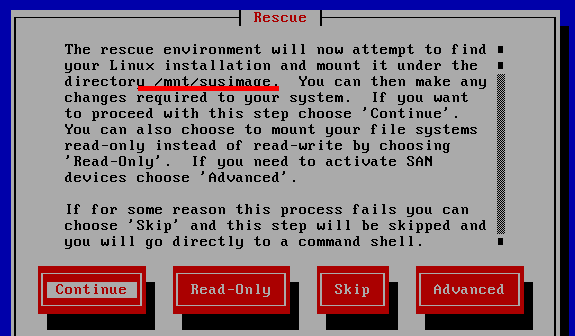 Rescue
The rescue environment will now attempt to find
your Linux installation and mount it under the
directory /mnt/susimage.  You can then make any
changes required to your system.  If you want
to proceed with this step choose 'Continue'.
You can also choose to mount your file systems
read-only instead of read-write by choosing
'Read-Only'.  If you need to activate SAN
devices choose 'Advanced'.
If for some reason this process fails you can
choose 'Skip' and this step will be skipped and
you will go directly to a command shell.
Continue Read-Only Skip Advanced